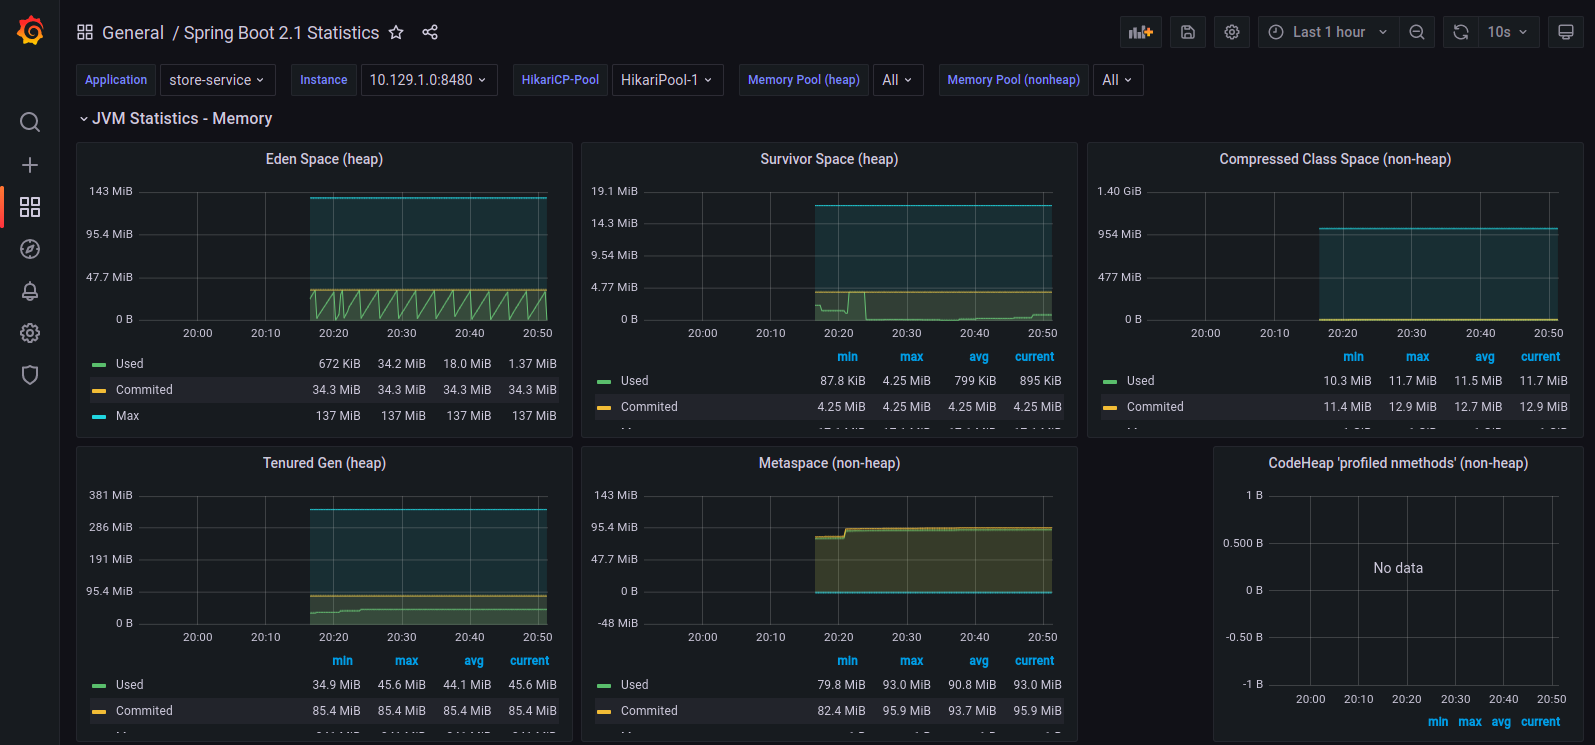 General / Spring Boot 2.1 Statistics
Last 1 hour
10s
Application store-service Instance 10.129.1.0:8480 HikariCP-Pool HikariPool-1 Memory Pool (heap) All Memory Pool (nonheap) All
JVM Statistics - Memory
Eden Space (heap)
143 MiB
95.4 MiB
47.7 MiB
0 B
20:00 20:10 20:20 20:30 20:40 20:50
Used 672 KiB 34.2 MiB 18.0 MiB 1.37 MiB
Commited 34.3 MiB 34.3 MiB 34.3 MiB 34.3 MiB
Max 137 MiB 137 MiB 137 MiB 137 MiB
Survivor Space (heap)
19.1 MiB
14.3 MiB
9.54 MiB
4.77 MiB
0 B
20:00 20:10 20:20 20:30 20:40 20:50
min max avg current
Used 87.8 KiB 4.25 MiB 799 KiB 895 KiB
Commited 4.25 MiB 4.25 MiB 4.25 MiB 4.25 MiB
Compressed Class Space (non-heap)
1.40 GiB
954 MiB
477 MiB
0 B
20:00 20:10 20:20 20:30 20:40 20:50
min max avg current
Used 10.3 MiB 11.7 MiB 11.5 MiB 11.7 MiB
Commited 11.4 MiB 12.9 MiB 12.7 MiB 12.9 MiB
Tenured Gen (heap)
381 MiB
286 MiB
191 MiB
95.4 MiB
0 B
20:00 20:10 20:20 20:30 20:40 20:50
min max avg current
Used 34.9 MiB 45.6 MiB 44.1 MiB 45.6 MiB
Commited 85.4 MiB 85.4 MiB 85.4 MiB 85.4 MiB
Metaspace (non-heap)
143 MiB
95.4 MiB
47.7 MiB
0 B
-48 MiB
20:00 20:10 20:20 20:30 20:40 20:50
min max avg current
Used 79.8 MiB 93.0 MiB 90.8 MiB 93.0 MiB
Commited 82.4 MiB 95.9 MiB 93.7 MiB 95.9 MiB
CodeHeap 'profiled nmethods' (non-heap)
1 B
0.500 B
0 B
-0.50 B
-1 B
No data
20:00 20:10 20:20 20:30 20:40 20:50
min max avg current